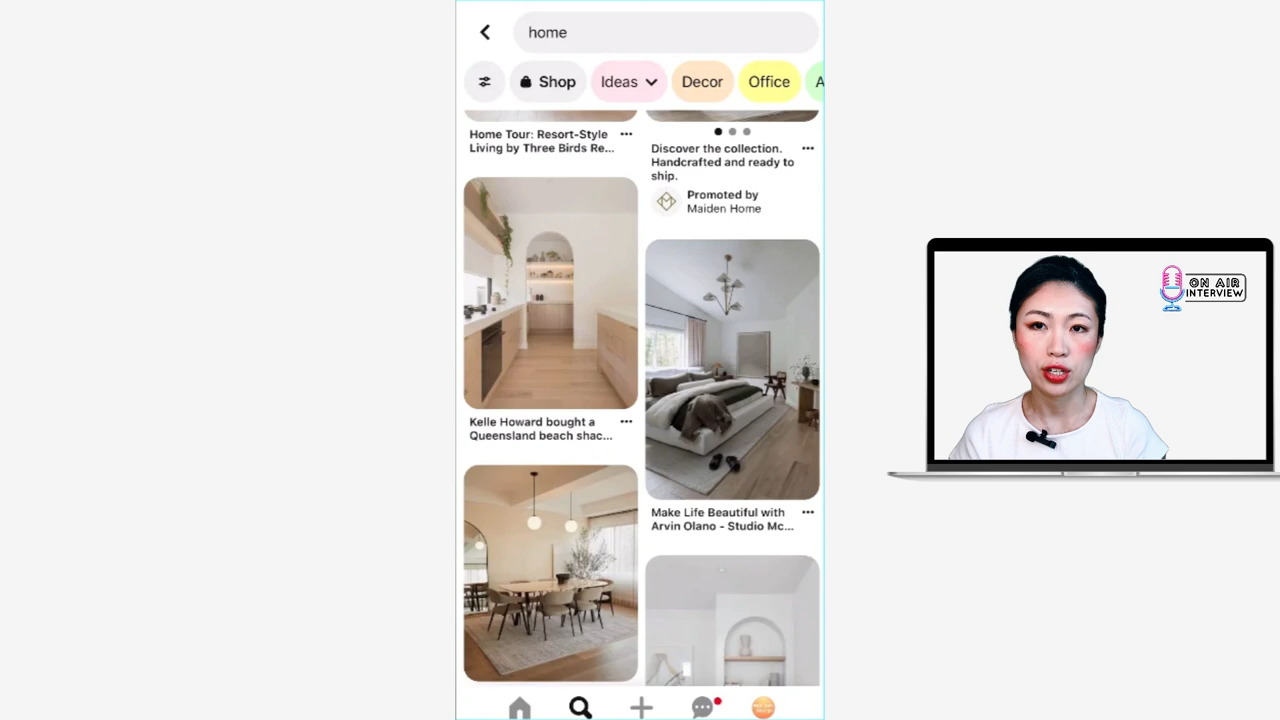 home
Shop
Ideas
Decor
Office
A
Home Tour: Resort-Style
Living by Three Birds Re...
Discover the collection.
Handcrafted and ready to
ship.
Promoted by
Maiden Home
Kelle Howard bought a
Queensland beach shac...
Make Life Beautiful with
Arvin Olano - Studio Mc...
ON AIR
INTERVIEW